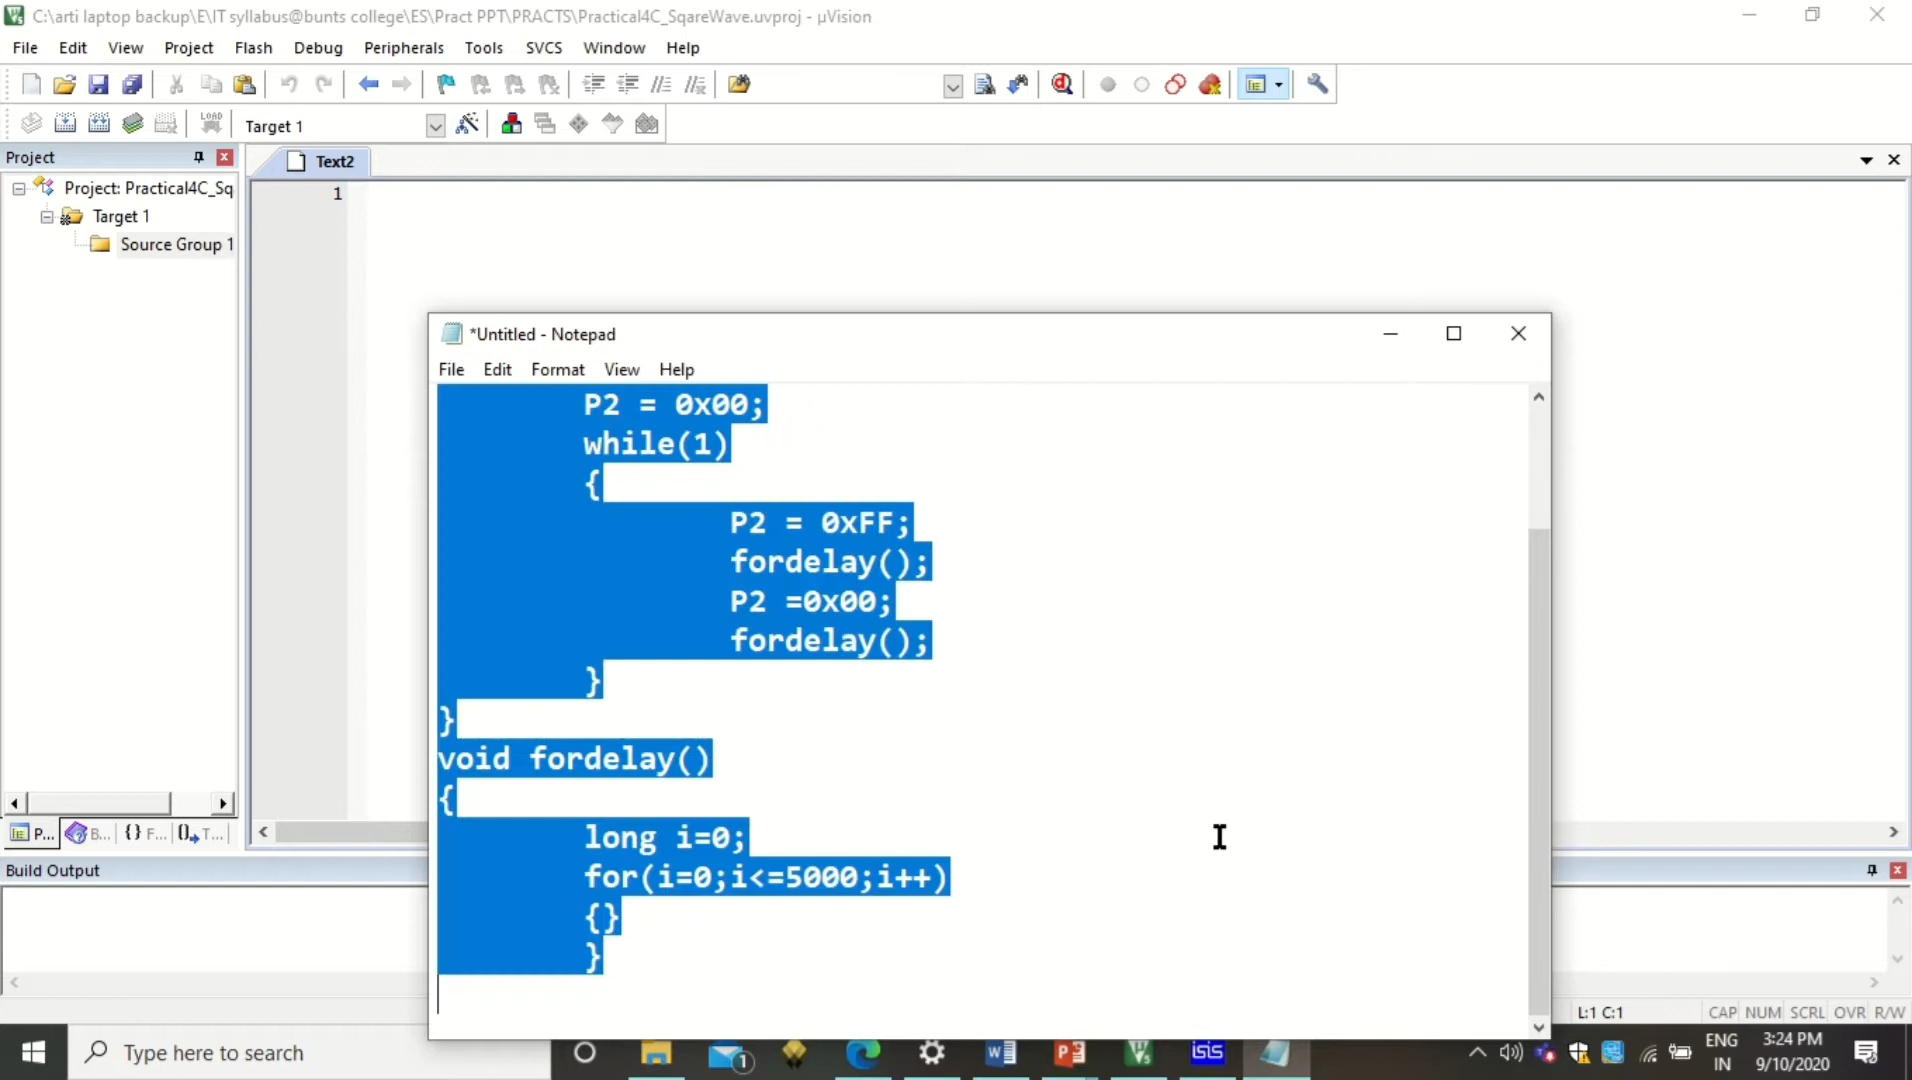 C:\arti laptop backup\E\IT syllabus@bunts college\ES\Pract PPT\PRACTS\Practical4C_SqareWave.uvproj - µVision
File Edit View Project Flash Debug Peripherals Tools SVCS Window Help
LOAD Target 1
Project
Text2
Project: Practical4C_Sq
1
Target 1
Source Group 1
*Untitled - Notepad
File Edit Format View Help
P2 = 0x00;
while(1)
{
P2 = 0xFF;
fordelay();
P2 =0x00;
fordelay();
}
}
void fordelay()
{
long i=0;
for(i=0;i<=5000;i++)
{}
}
P... B... {} F... T...
Build Output
L:1 C:1 CAP NUM SCRL OVR R/W
Type here to search
1
isis
ENG
IN
3:24 PM
9/10/2020